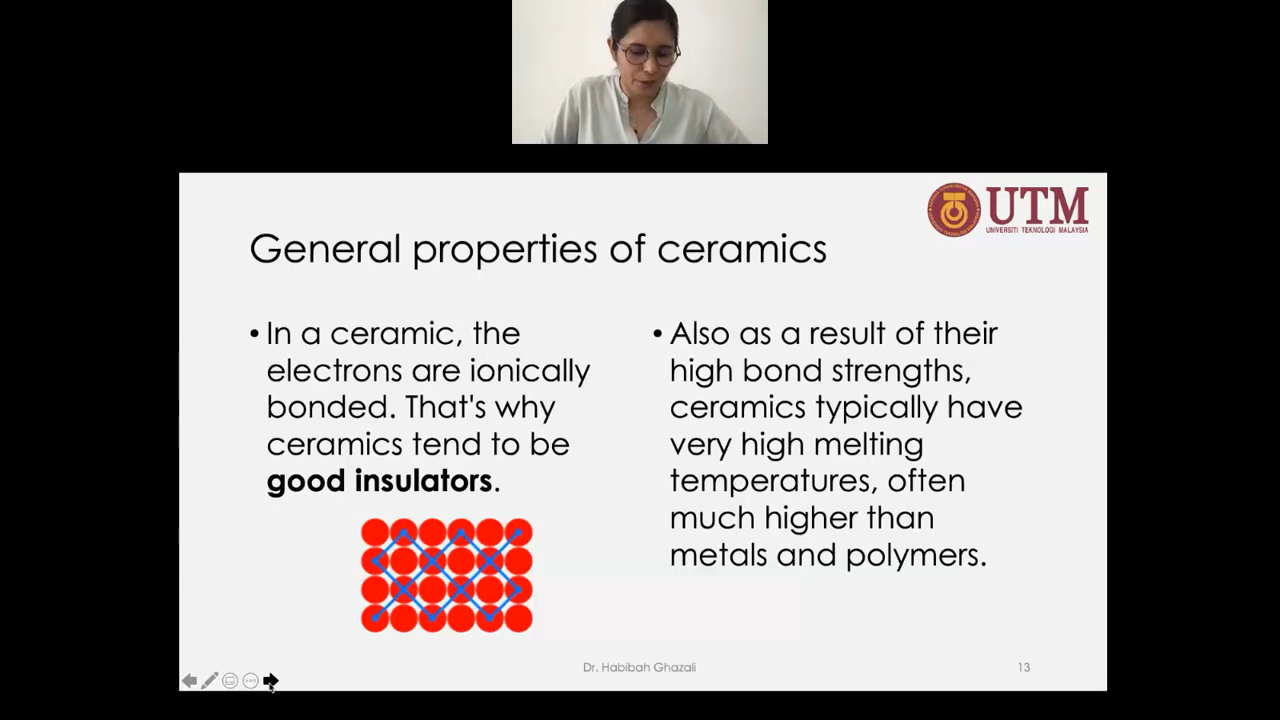 UTM
UNIVERSITI TEKNOLOGI MALAYSIA
General properties of ceramics
• In a ceramic, the
electrons are ionically
bonded. That's why
ceramics tend to be
good insulators.
• Also as a result of their
high bond strengths,
ceramics typically have
very high melting
temperatures, often
much higher than
metals and polymers.
Dr. Habibah Ghazali
13